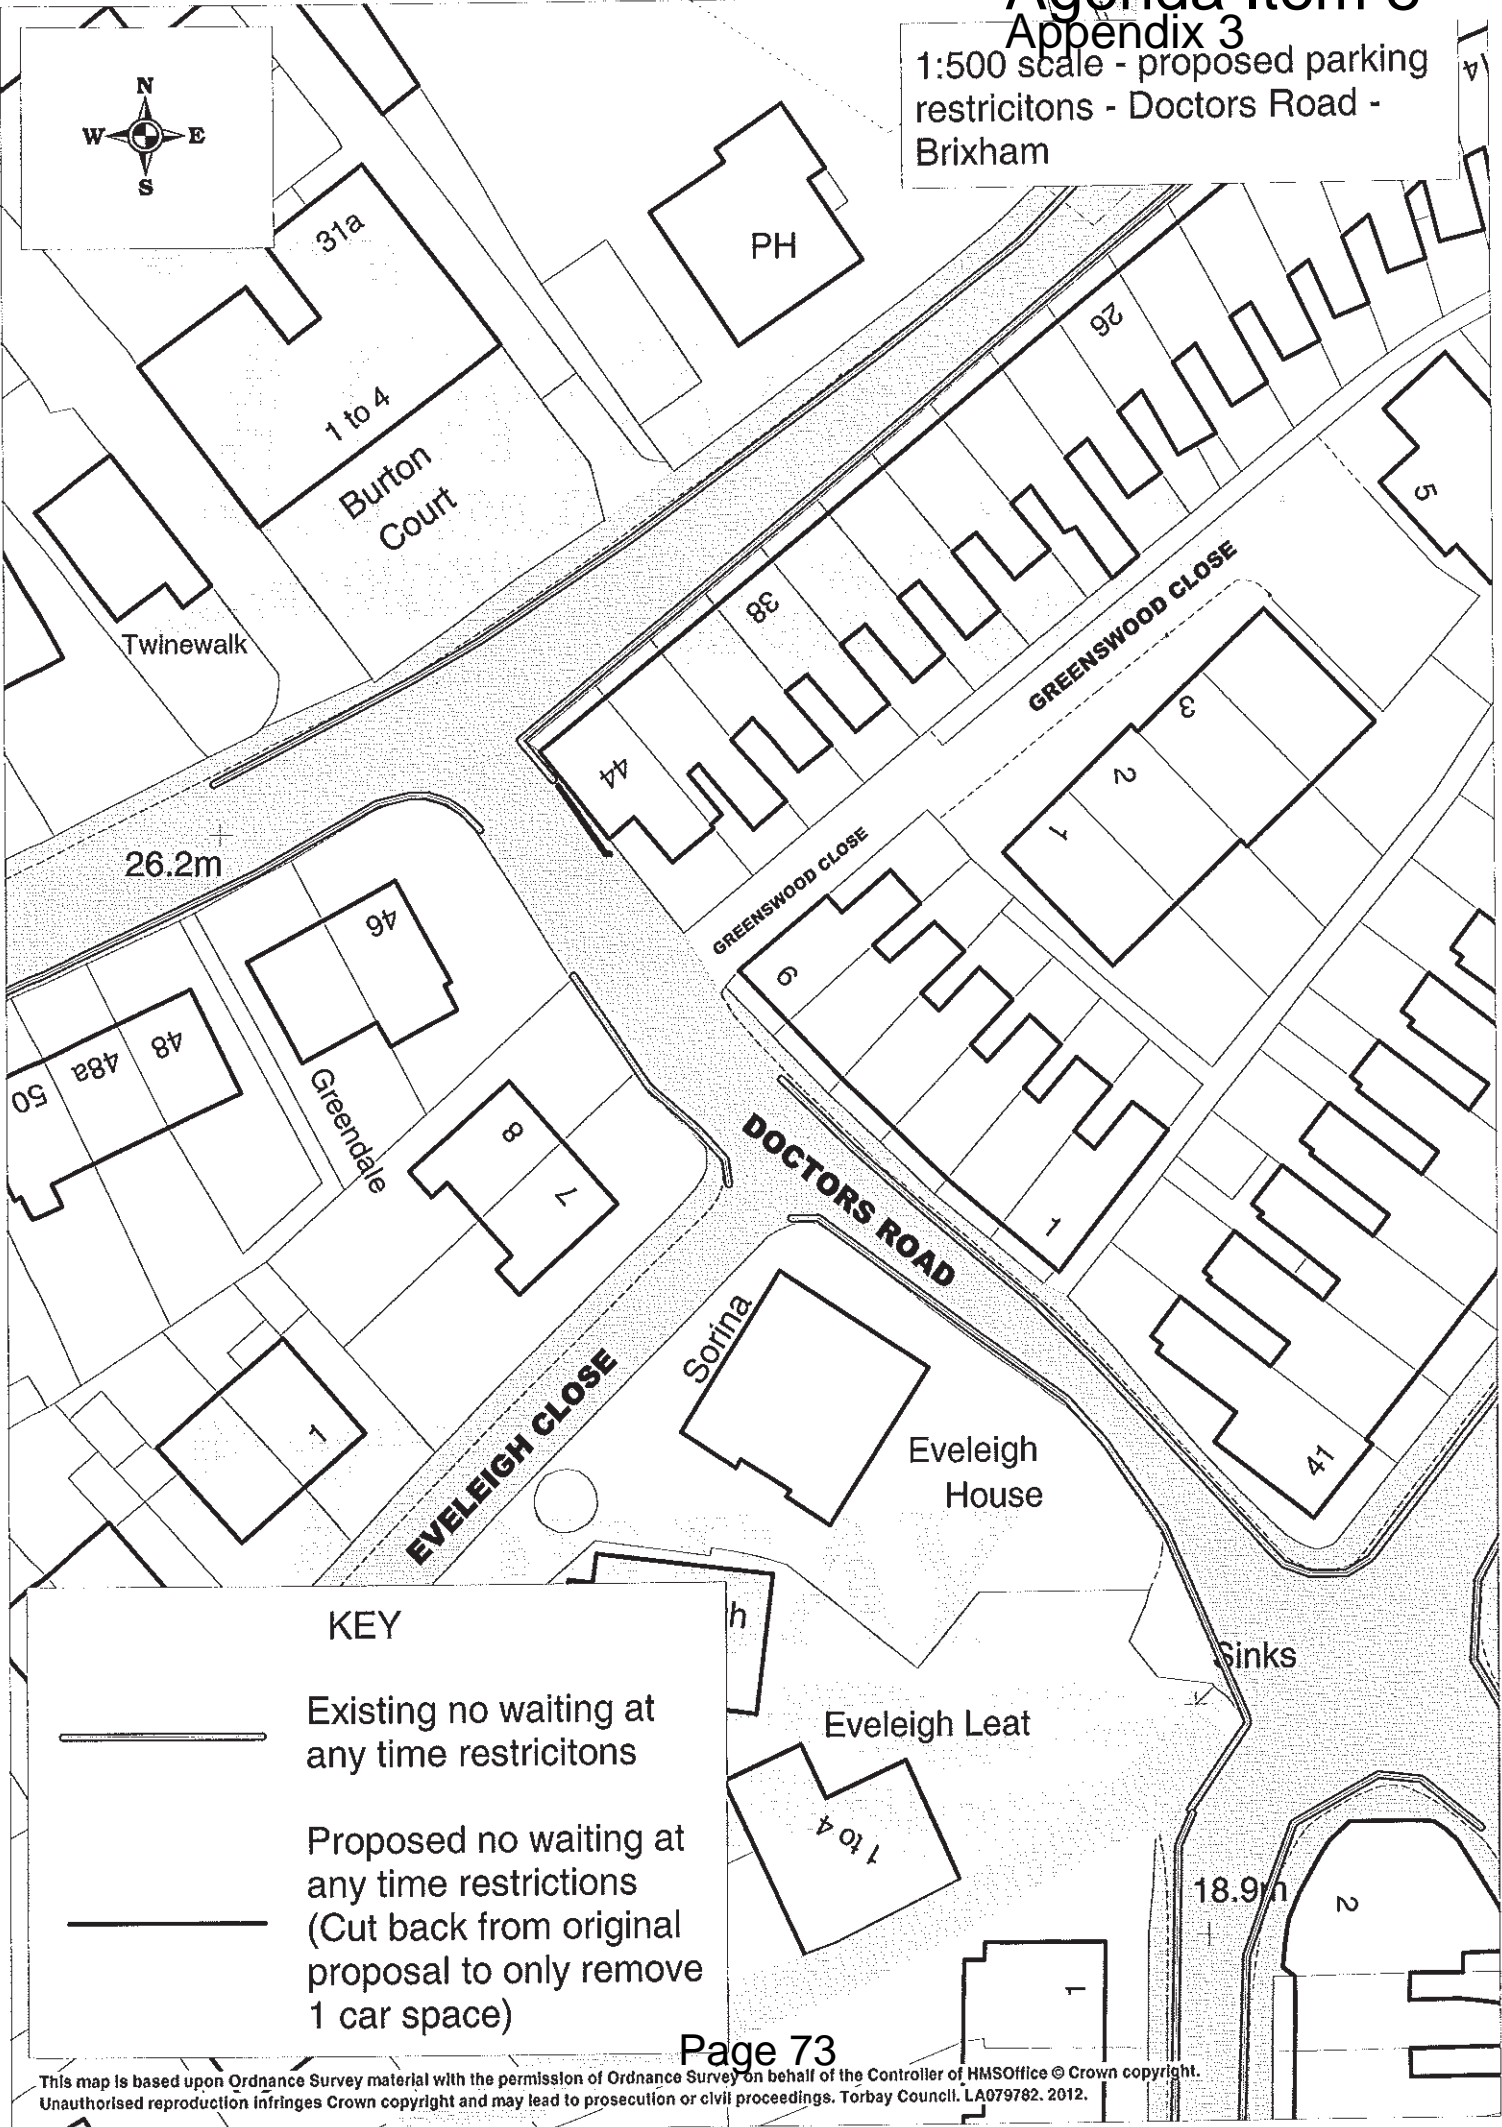 Appendix 3
1:500 scale - proposed parking
restricitons - Doctors Road -
Brixham
N
W E
S
31a
PH
26
1 to 4
Burton
Court
5
38
GREENSWOOD CLOSE
Twinewalk
3
44
2
1
26.2m
GREENSWOOD CLOSE
46
6
48
48a
50
Greendale
8
DOCTORS ROAD
7
1
Sorina
EVELEIGH CLOSE
1
Eveleigh
House
41
KEY
Existing no waiting at
any time restricitons
Proposed no waiting at
any time restrictions
(Cut back from original
proposal to only remove
1 car space)
Sinks
Eveleigh Leat
1 to 4
18.9m
2
1
Page 73
This map is based upon Ordnance Survey material with the permission of Ordnance Survey on behalf of the Controller of HMSOffice © Crown copyright.
Unauthorised reproduction infringes Crown copyright and may lead to prosecution or civil proceedings. Torbay Council. LA079782. 2012.